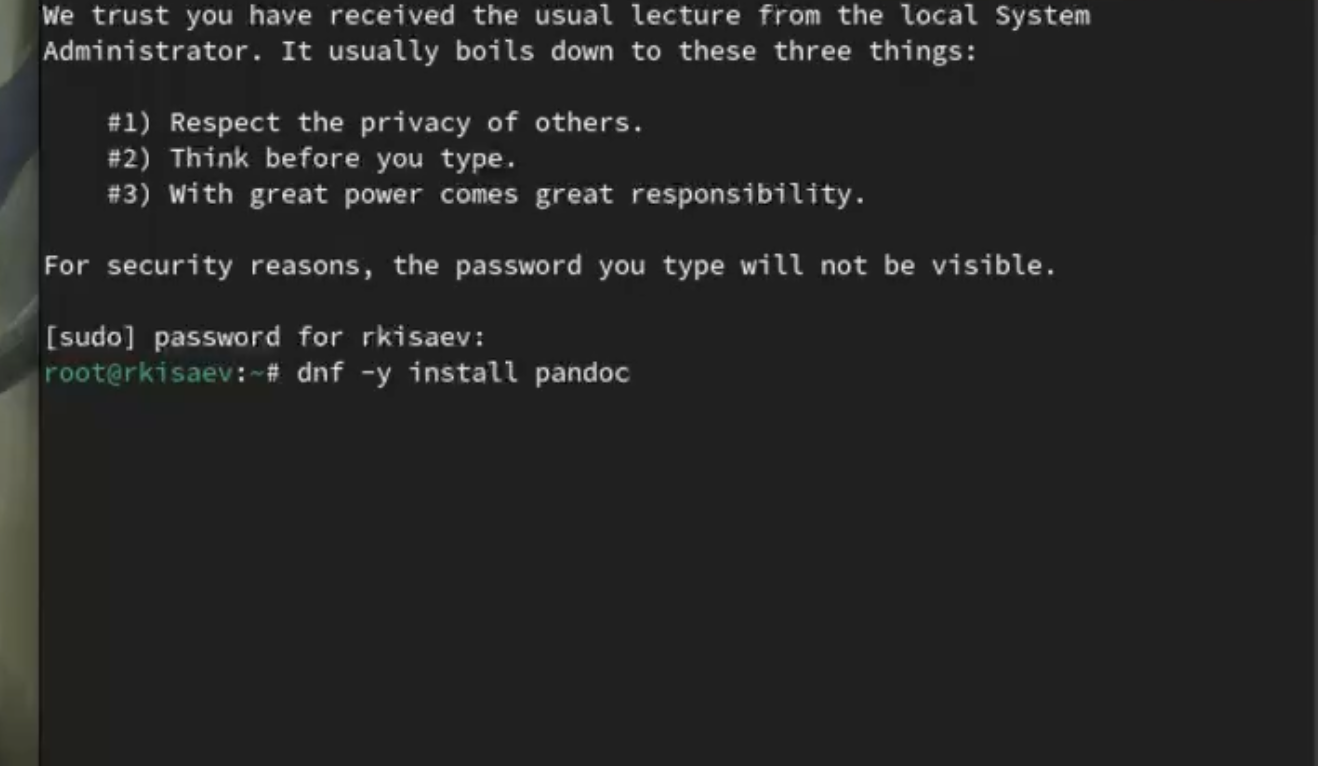 We trust you have received the usual lecture from the local System
Administrator. It usually boils down to these three things:
#1) Respect the privacy of others.
#2) Think before you type.
#3) With great power comes great responsibility.
For security reasons, the password you type will not be visible.
[sudo] password for rkisaev:
root@rkisaev:~# dnf -y install pandoc